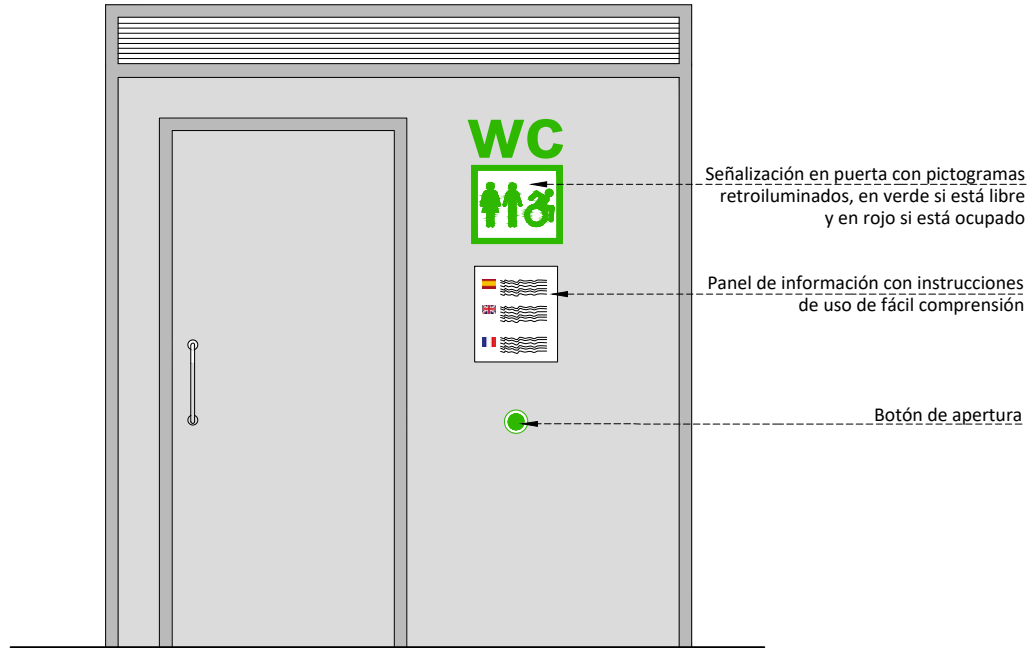 WC
Señalización en puerta con pictogramas
retroiluminados, en verde si está libre
y en rojo si está ocupado
Panel de información con instrucciones
de uso de fácil comprensión
Botón de apertura